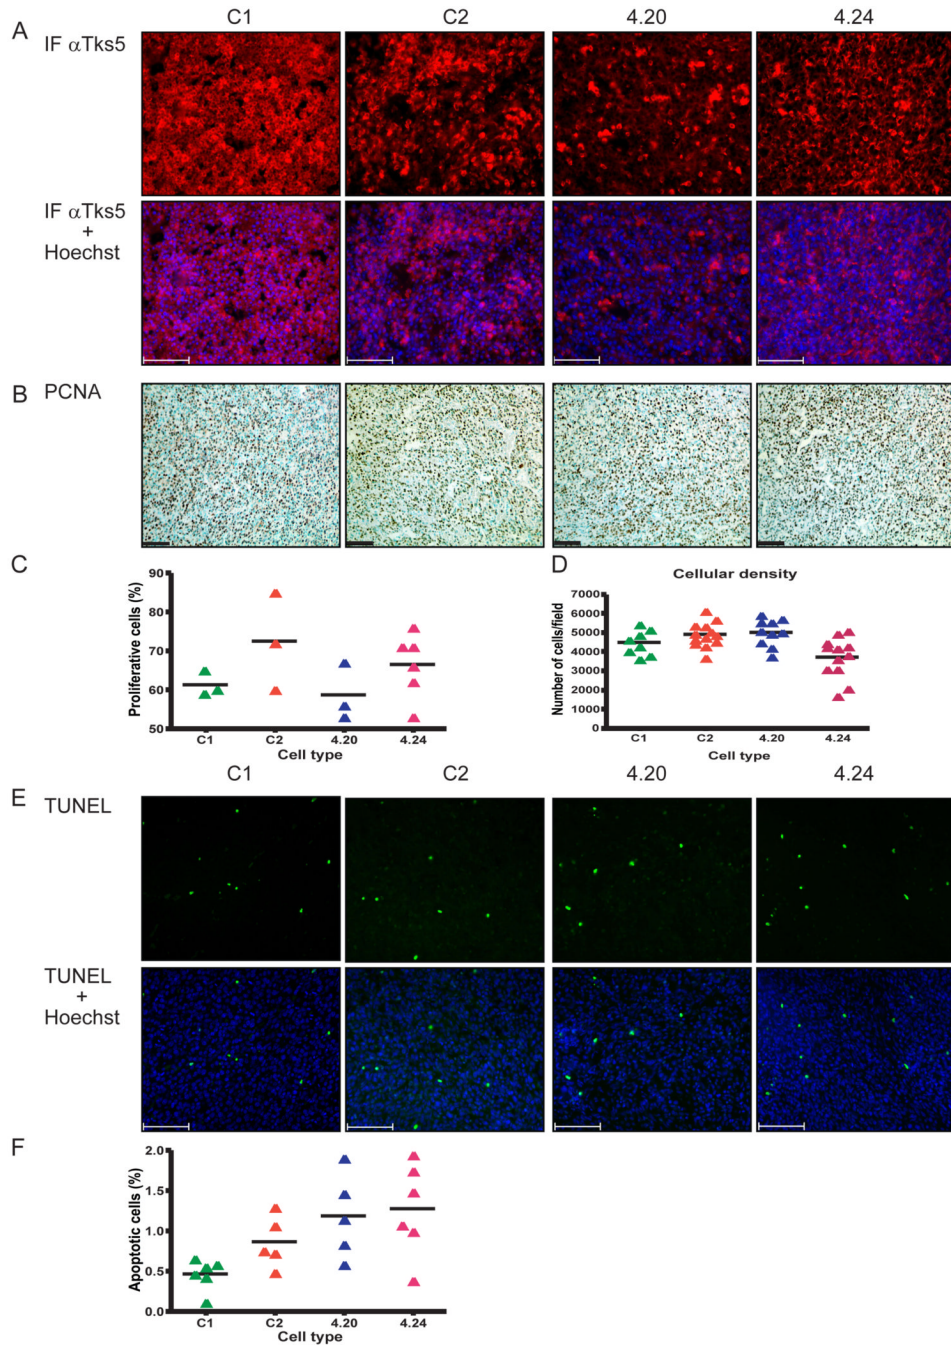 C1 C2 4.20 4.24
A IF αTks5
IF αTks5
+
Hoechst
B PCNA
C
90
80
70
60
50
Proliferative cells (%)
C1 C2 4.20 4.24
Cell type
D
Cellular density
7000
6000
5000
4000
3000
2000
1000
0
Number of cells/field
C1 C2 4.20 4.24
Cell type
C1 C2 4.20 4.24
E TUNEL
TUNEL
+
Hoechst
F
2.0
1.5
1.0
0.5
0.0
Apoptotic cells (%)
C1 C2 4.20 4.24
Cell type